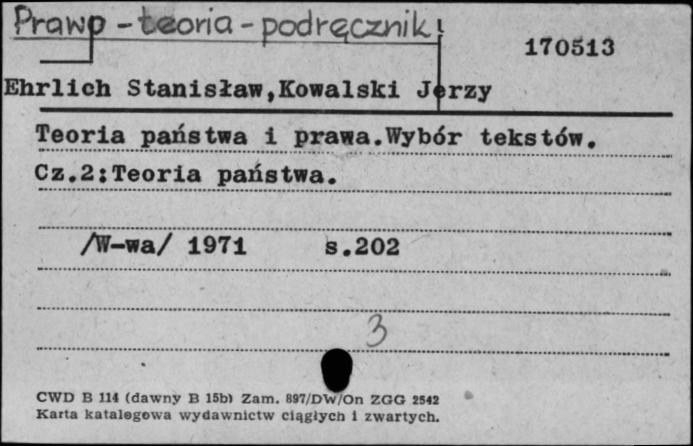 Prawo - teoria - podręczniki
170513
Ehrlich Stanisław,Kowalski Jerzy
Teoria państwa i prawa.Wybór tekstów.
Cz.2:Teoria państwa.
/W-wa/ 1971 s.202
3
CWD B 114 (dawny B 15b) Zam. 897/DW/On ZGG 2542
Karta katalogowa wydawnictw ciągłych i zwartych.